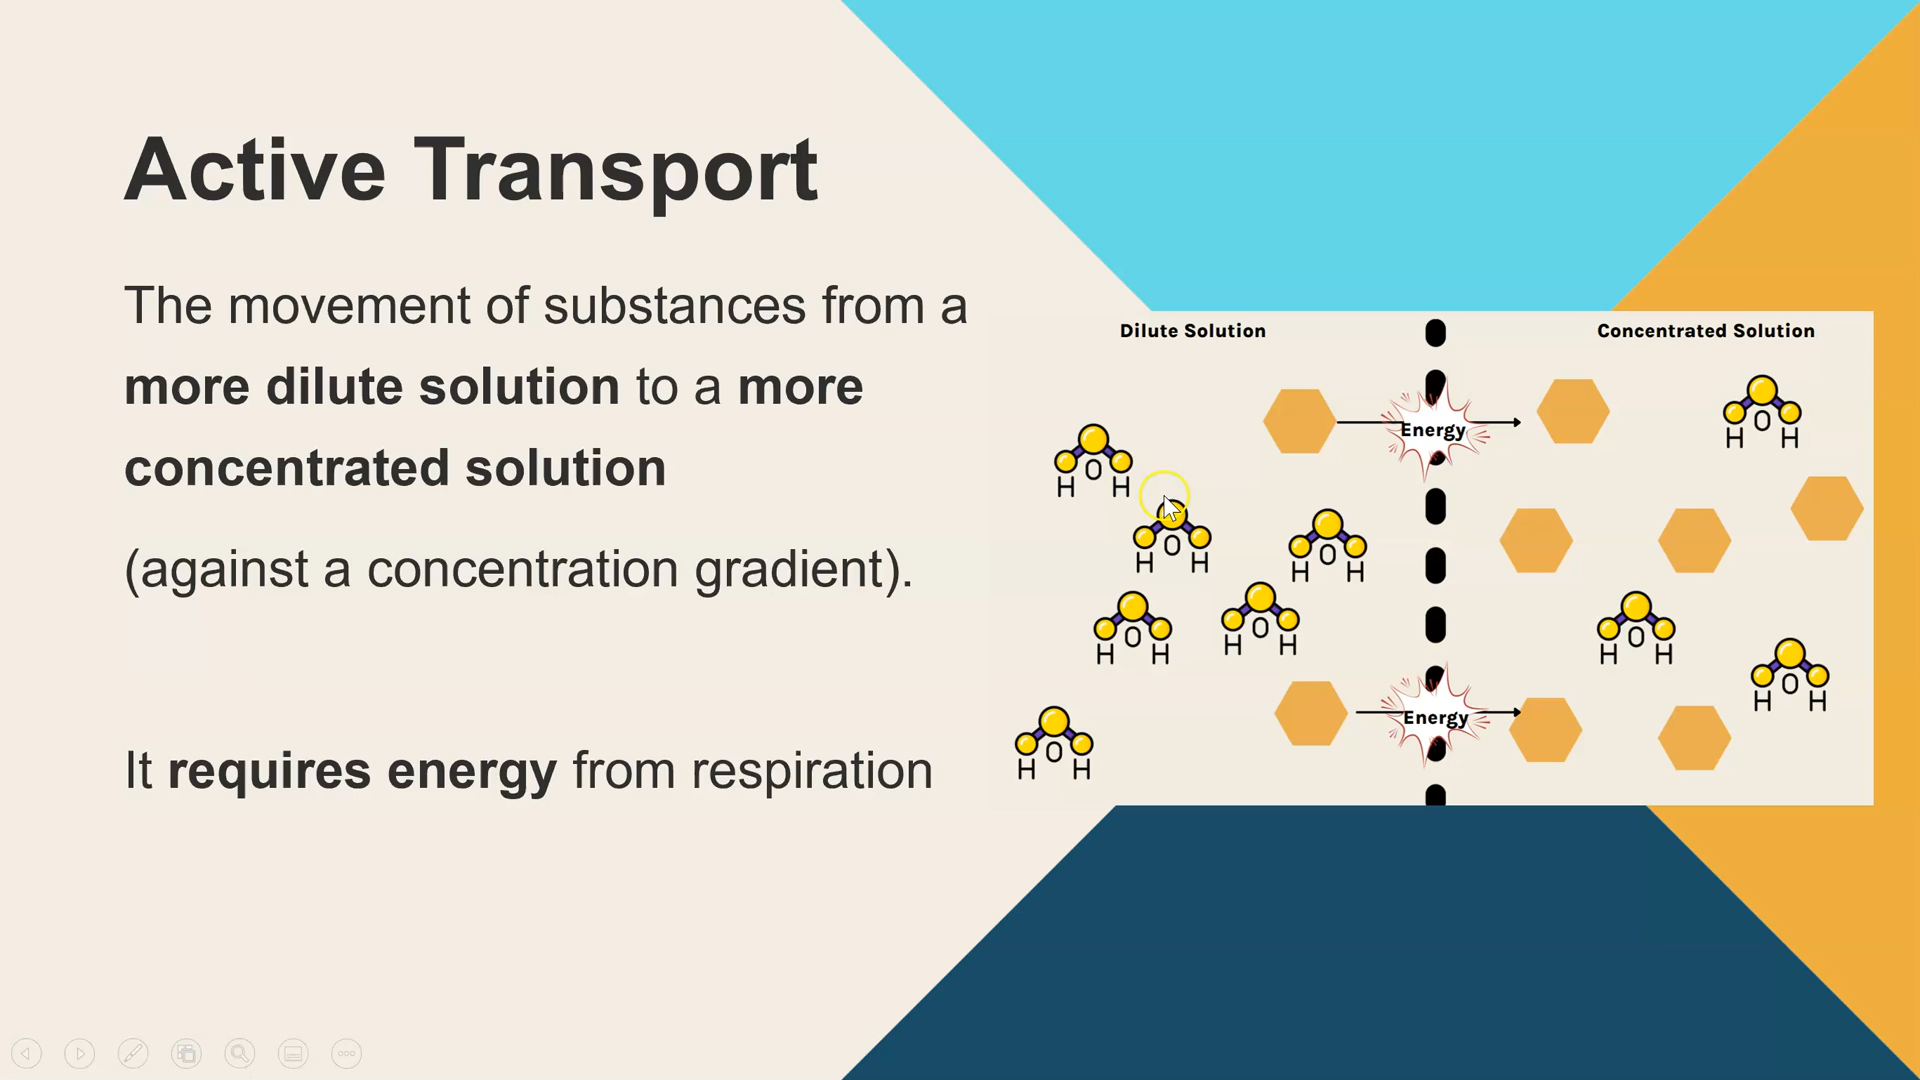 Active Transport
The movement of substances from a
more dilute solution to a more
concentrated solution
(against a concentration gradient).
It requires energy from respiration
Dilute Solution
Concentrated Solution
Energy
H O H
H O H
H O H
H O H
H O H
H O H
H O H
H O H
H O H
Energy